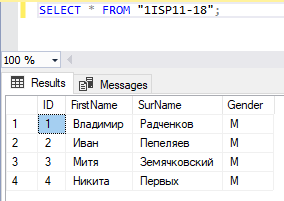 SELECT * FROM "1ISP11-18";
100 %
Results Messages
ID FirstName SurName Gender
1 1 Владимир Радченков М
2 2 Иван Пепеляев М
3 3 Митя Земячковский М
4 4 Никита Первых М